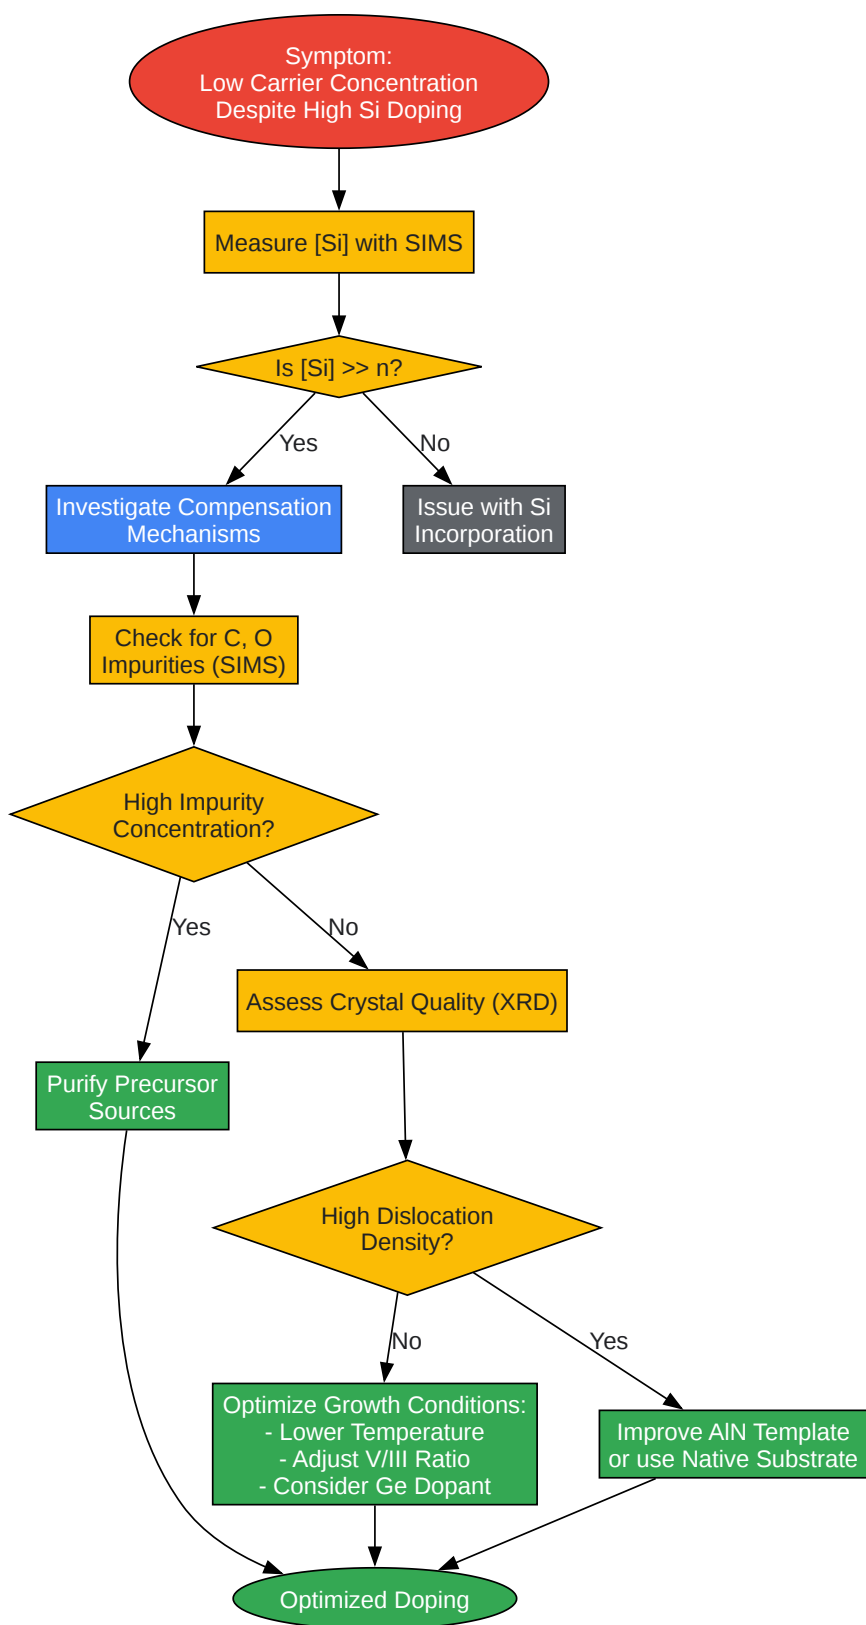 Symptom:
Low Carrier Concentration
Despite High Si Doping
Measure [Si] with SIMS
Is [Si] >> n?
Yes
No
Investigate Compensation
Mechanisms
Issue with Si
Incorporation
Check for C, O
Impurities (SIMS)
High Impurity
Concentration?
Yes
No
Assess Crystal Quality (XRD)
Purify Precursor
Sources
High Dislocation
Density?
No
Yes
Optimize Growth Conditions:
- Lower Temperature
- Adjust V/III Ratio
- Consider Ge Dopant
Improve AlN Template
or use Native Substrate
Optimized Doping